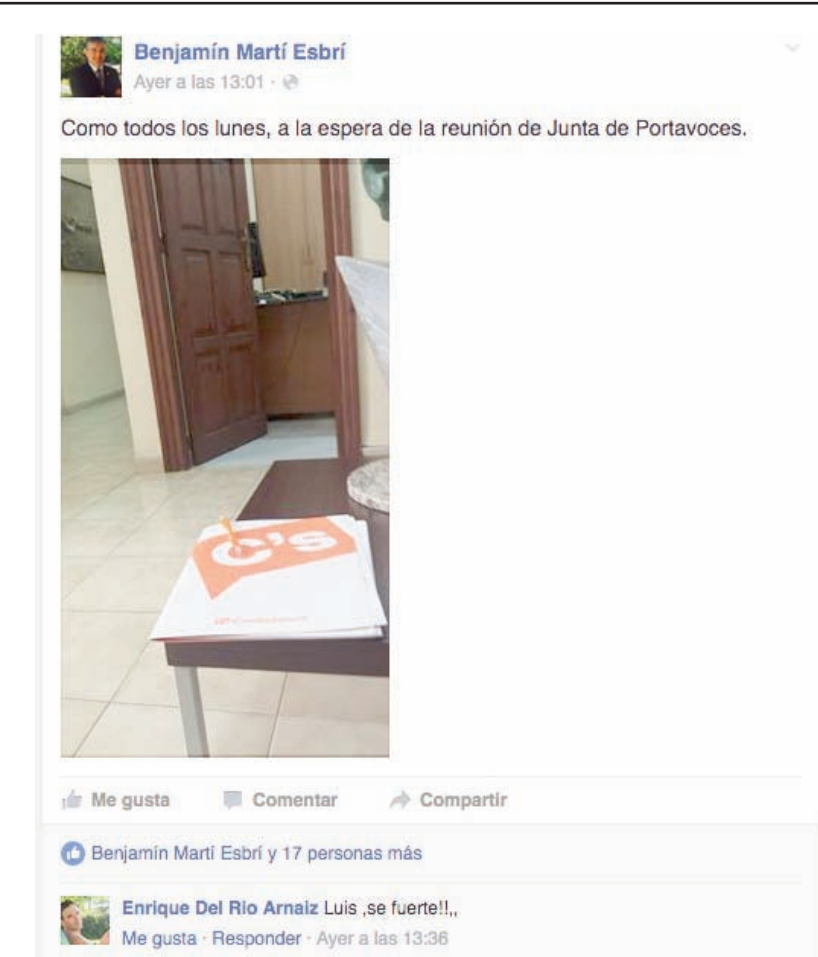 Benjamín Martí Esbrí
Ayer a las 13:01 ·
Como todos los lunes, a la espera de la reunión de Junta de Portavoces.
C's
Me gusta Comentar Compartir
Benjamín Martí Esbrí y 17 personas más
Enrique Del Rio Arnaiz Luis ,se fuerte!!,,
Me gusta · Responder · Ayer a las 13:36